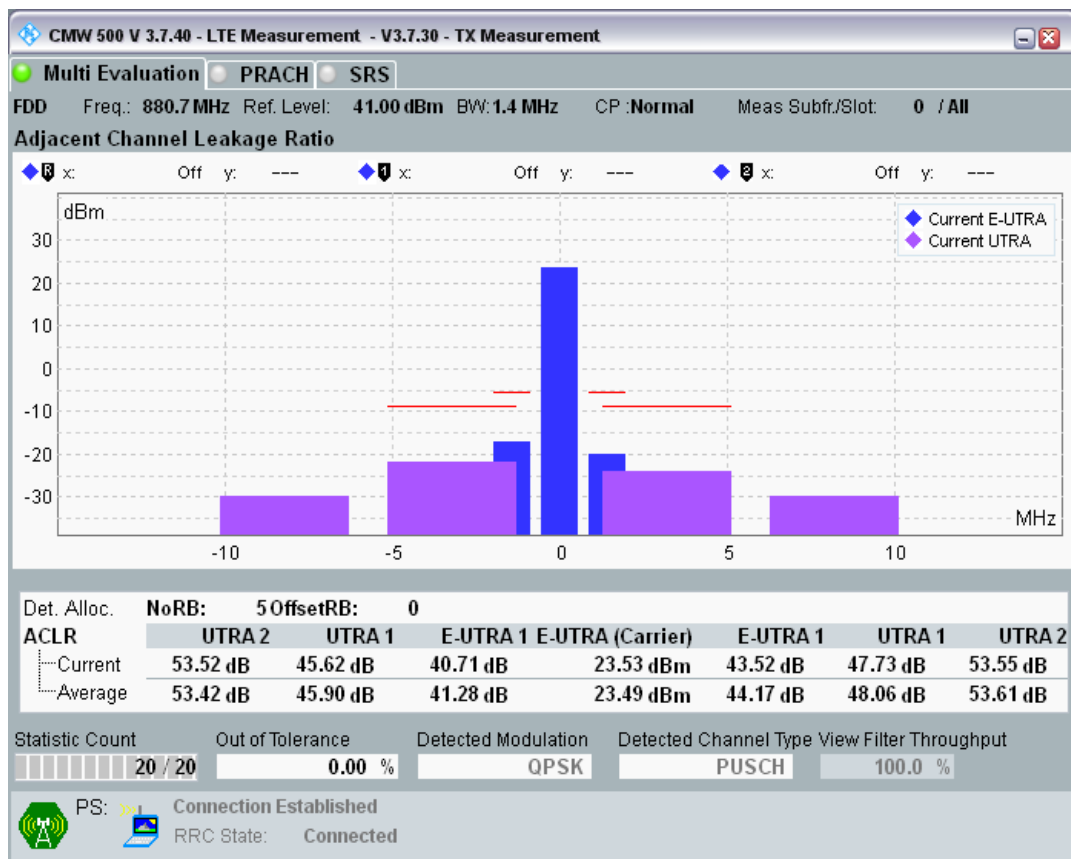 CMW 500 V 3.7.40 - LTE Measurement - V3.7.30 - TX Measurement
Multi Evaluation PRACH SRS
FDD Freq.: 880.7 MHz Ref. Level: 41.00 dBm BW: 1.4 MHz CP :Normal Meas Subfr./Slot: 0 / All
Adjacent Channel Leakage Ratio
R x: Off y: --- 1 x: Off y: --- 2 x: Off y: ---
dBm
Current E-UTRA
Current UTRA
30
20
10
0
-10
-20
-30
MHz
-10 -5 0 5 10
Det. Alloc. NoRB: 5 OffsetRB: 0
ACLR UTRA 2 UTRA 1 E-UTRA 1 E-UTRA (Carrier) E-UTRA 1 UTRA 1 UTRA 2
Current 53.52 dB 45.62 dB 40.71 dB 23.53 dBm 43.52 dB 47.73 dB 53.55 dB
Average 53.42 dB 45.90 dB 41.28 dB 23.49 dBm 44.17 dB 48.06 dB 53.61 dB
Statistic Count Out of Tolerance Detected Modulation Detected Channel Type View Filter Throughput
20 / 20 0.00 % QPSK PUSCH 100.0 %
PS: Connection Established
RRC State: Connected